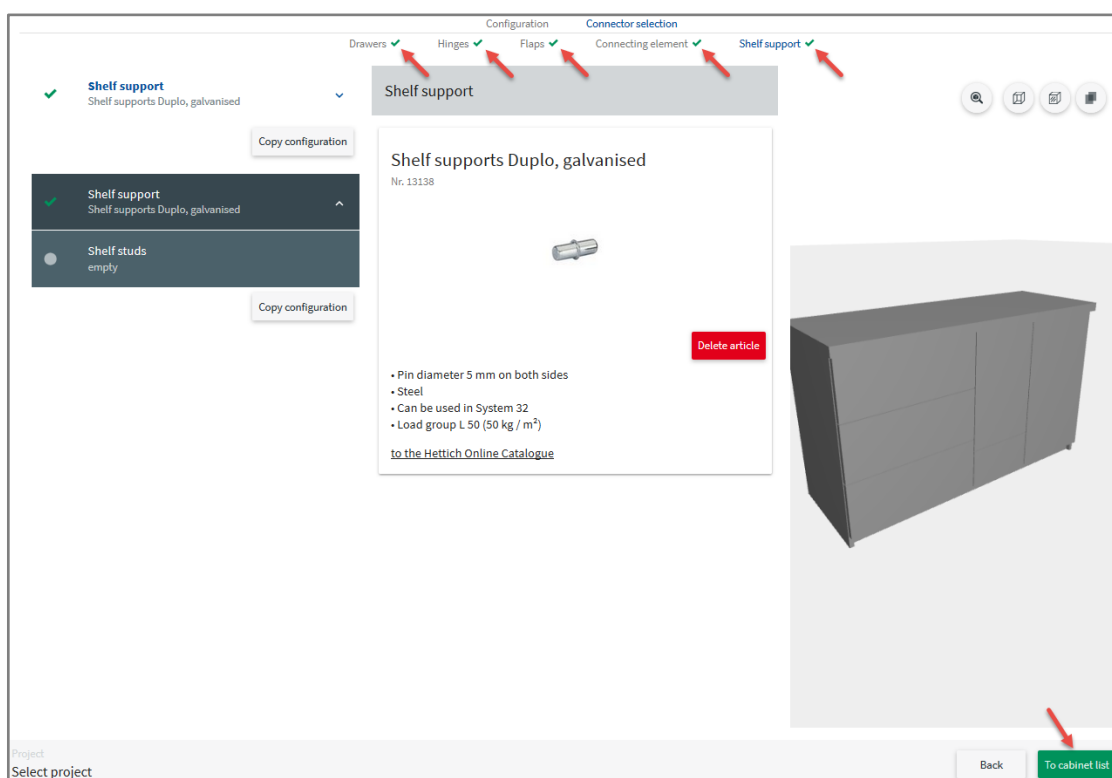 Configuration
Connector selection
Drawers
Hinges
Flaps
Connecting element
Shelf support
Shelf support
Shelf supports Duplo, galvanised
Copy configuration
Shelf support
Shelf supports Duplo, galvanised
Shelf studs
empty
Copy configuration
Shelf support
Shelf supports Duplo, galvanised
Nr. 13138
Delete article
• Pin diameter 5 mm on both sides
• Steel
• Can be used in System 32
• Load group L 50 (50 kg / m²)
to the Hettich Online Catalogue
Project
Select project
Back
To cabinet list